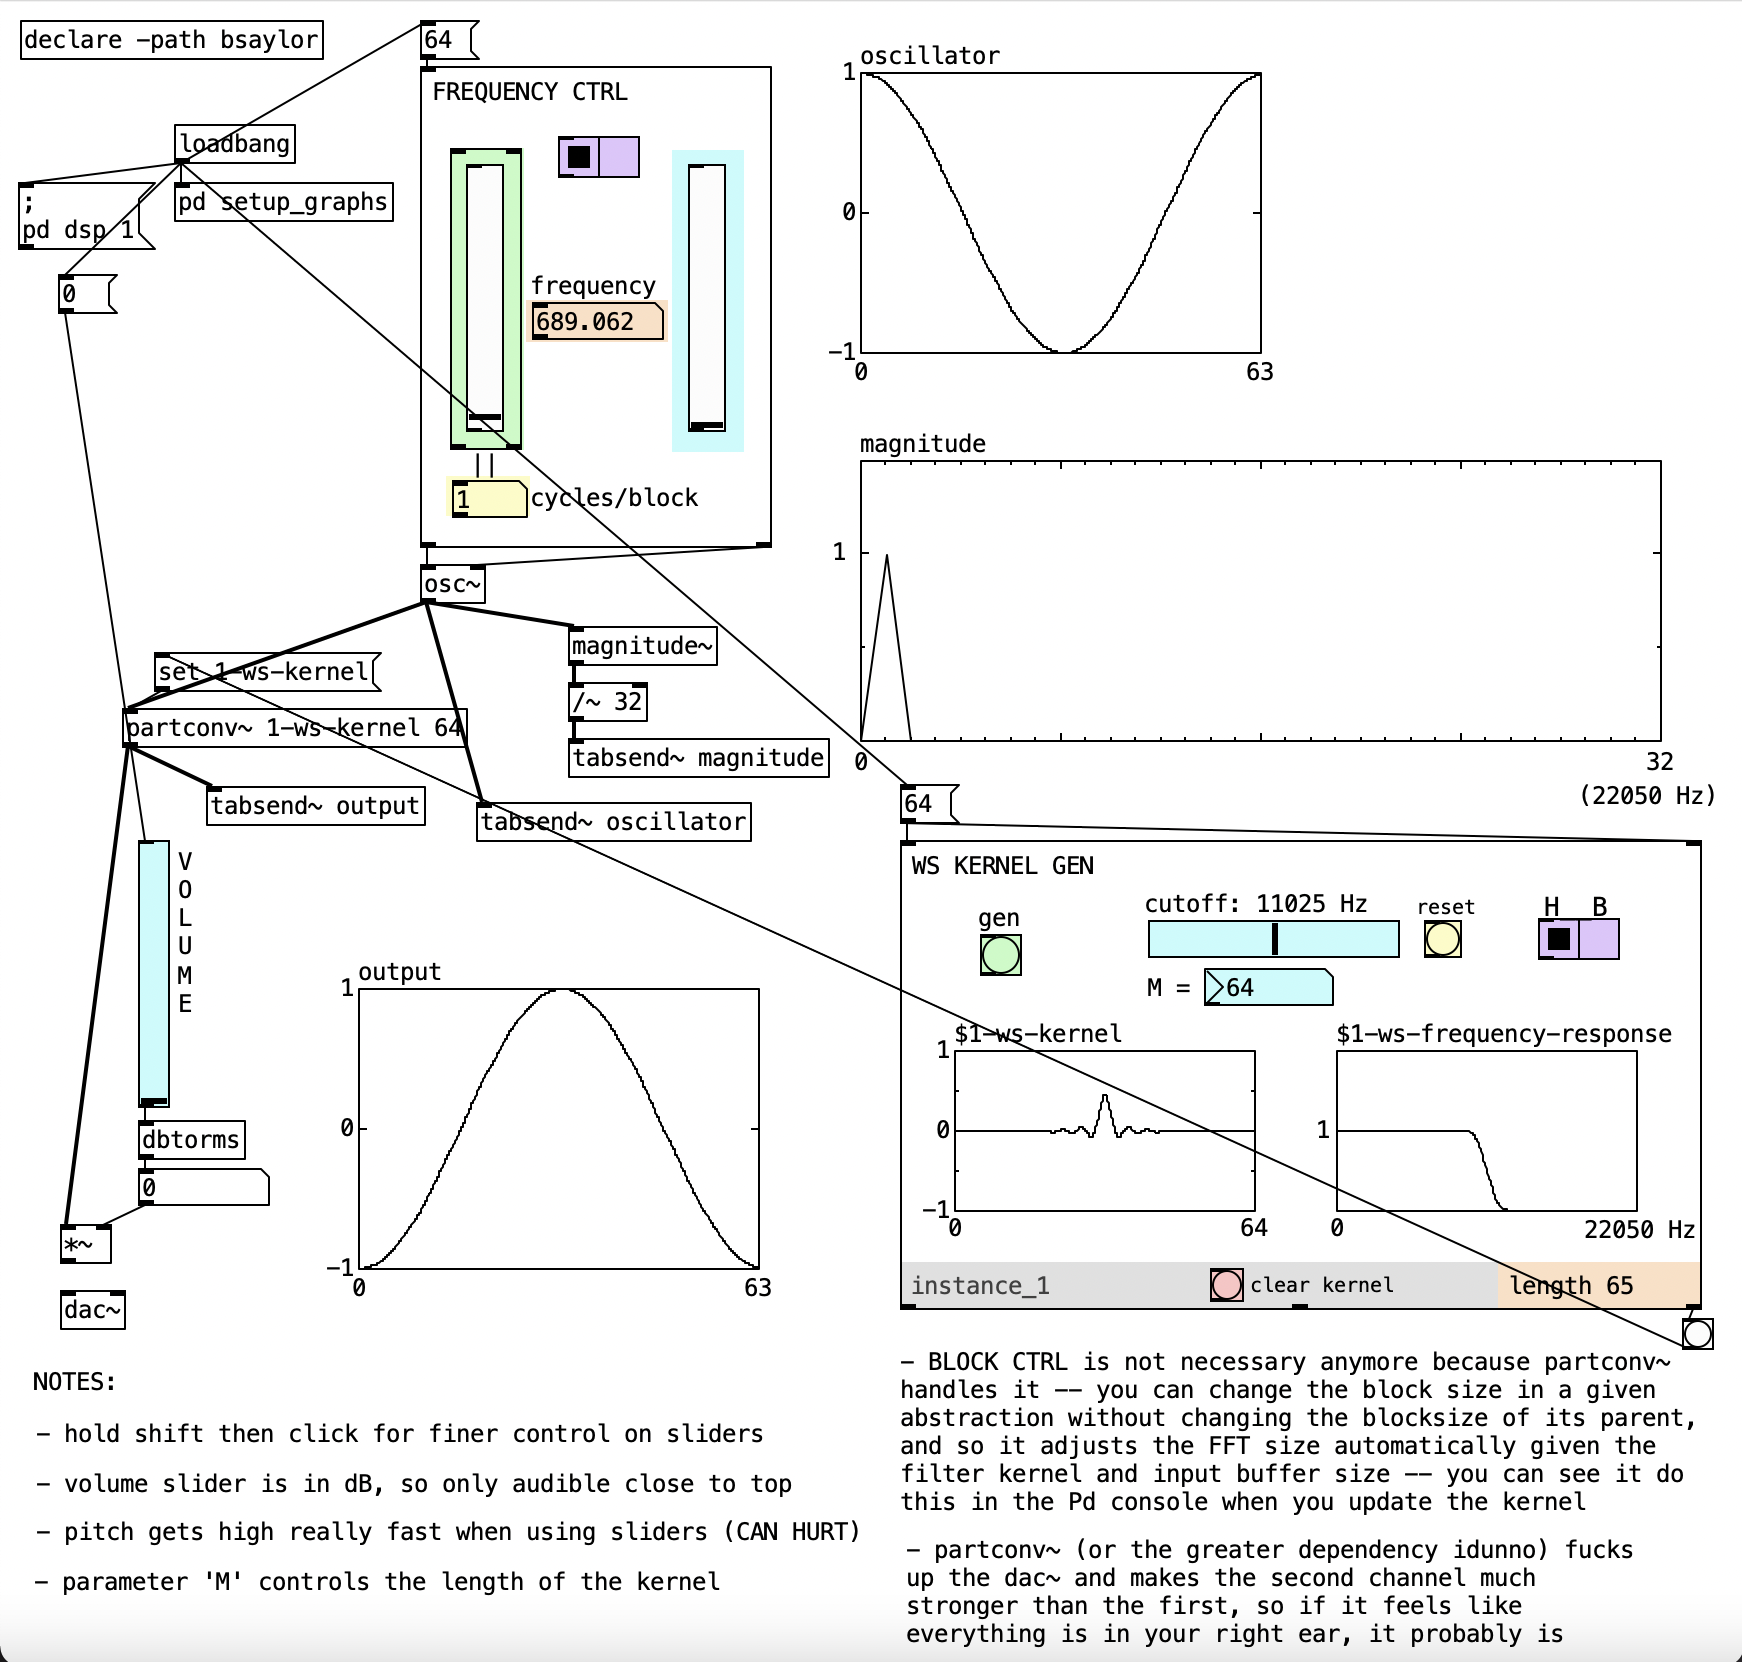 declare -path bsaylor
64
FREQUENCY CTRL
loadbang
;
pd dsp 1
pd setup_graphs
0
frequency
689.062
1
cycles/block
osc~
oscillator
1
0
-1
0
63
magnitude
1
0
32
(22050 Hz)
set 1-ws-kernel
partconv~ 1-ws-kernel 64
magnitude~
/~ 32
tabsend~ magnitude
tabsend~ output
tabsend~ oscillator
V
O
L
U
M
E
dbtorms
0
*~
dac~
output
1
0
-1
0
63
64
WS KERNEL GEN
gen
cutoff: 11025 Hz
reset
H B
M = 64
$1-ws-kernel
1
0
-1
0
64
$1-ws-frequency-response
1
0
22050 Hz
instance_1
clear kernel
length 65
NOTES:
- hold shift then click for finer control on sliders
- volume slider is in dB, so only audible close to top
- pitch gets high really fast when using sliders (CAN HURT)
- parameter 'M' controls the length of the kernel
- BLOCK CTRL is not necessary anymore because partconv~
handles it -- you can change the block size in a given
abstraction without changing the blocksize of its parent,
and so it adjusts the FFT size automatically given the
filter kernel and input buffer size -- you can see it do
this in the Pd console when you update the kernel
- partconv~ (or the greater dependency idunno) fucks
up the dac~ and makes the second channel much
stronger than the first, so if it feels like
everything is in your right ear, it probably is